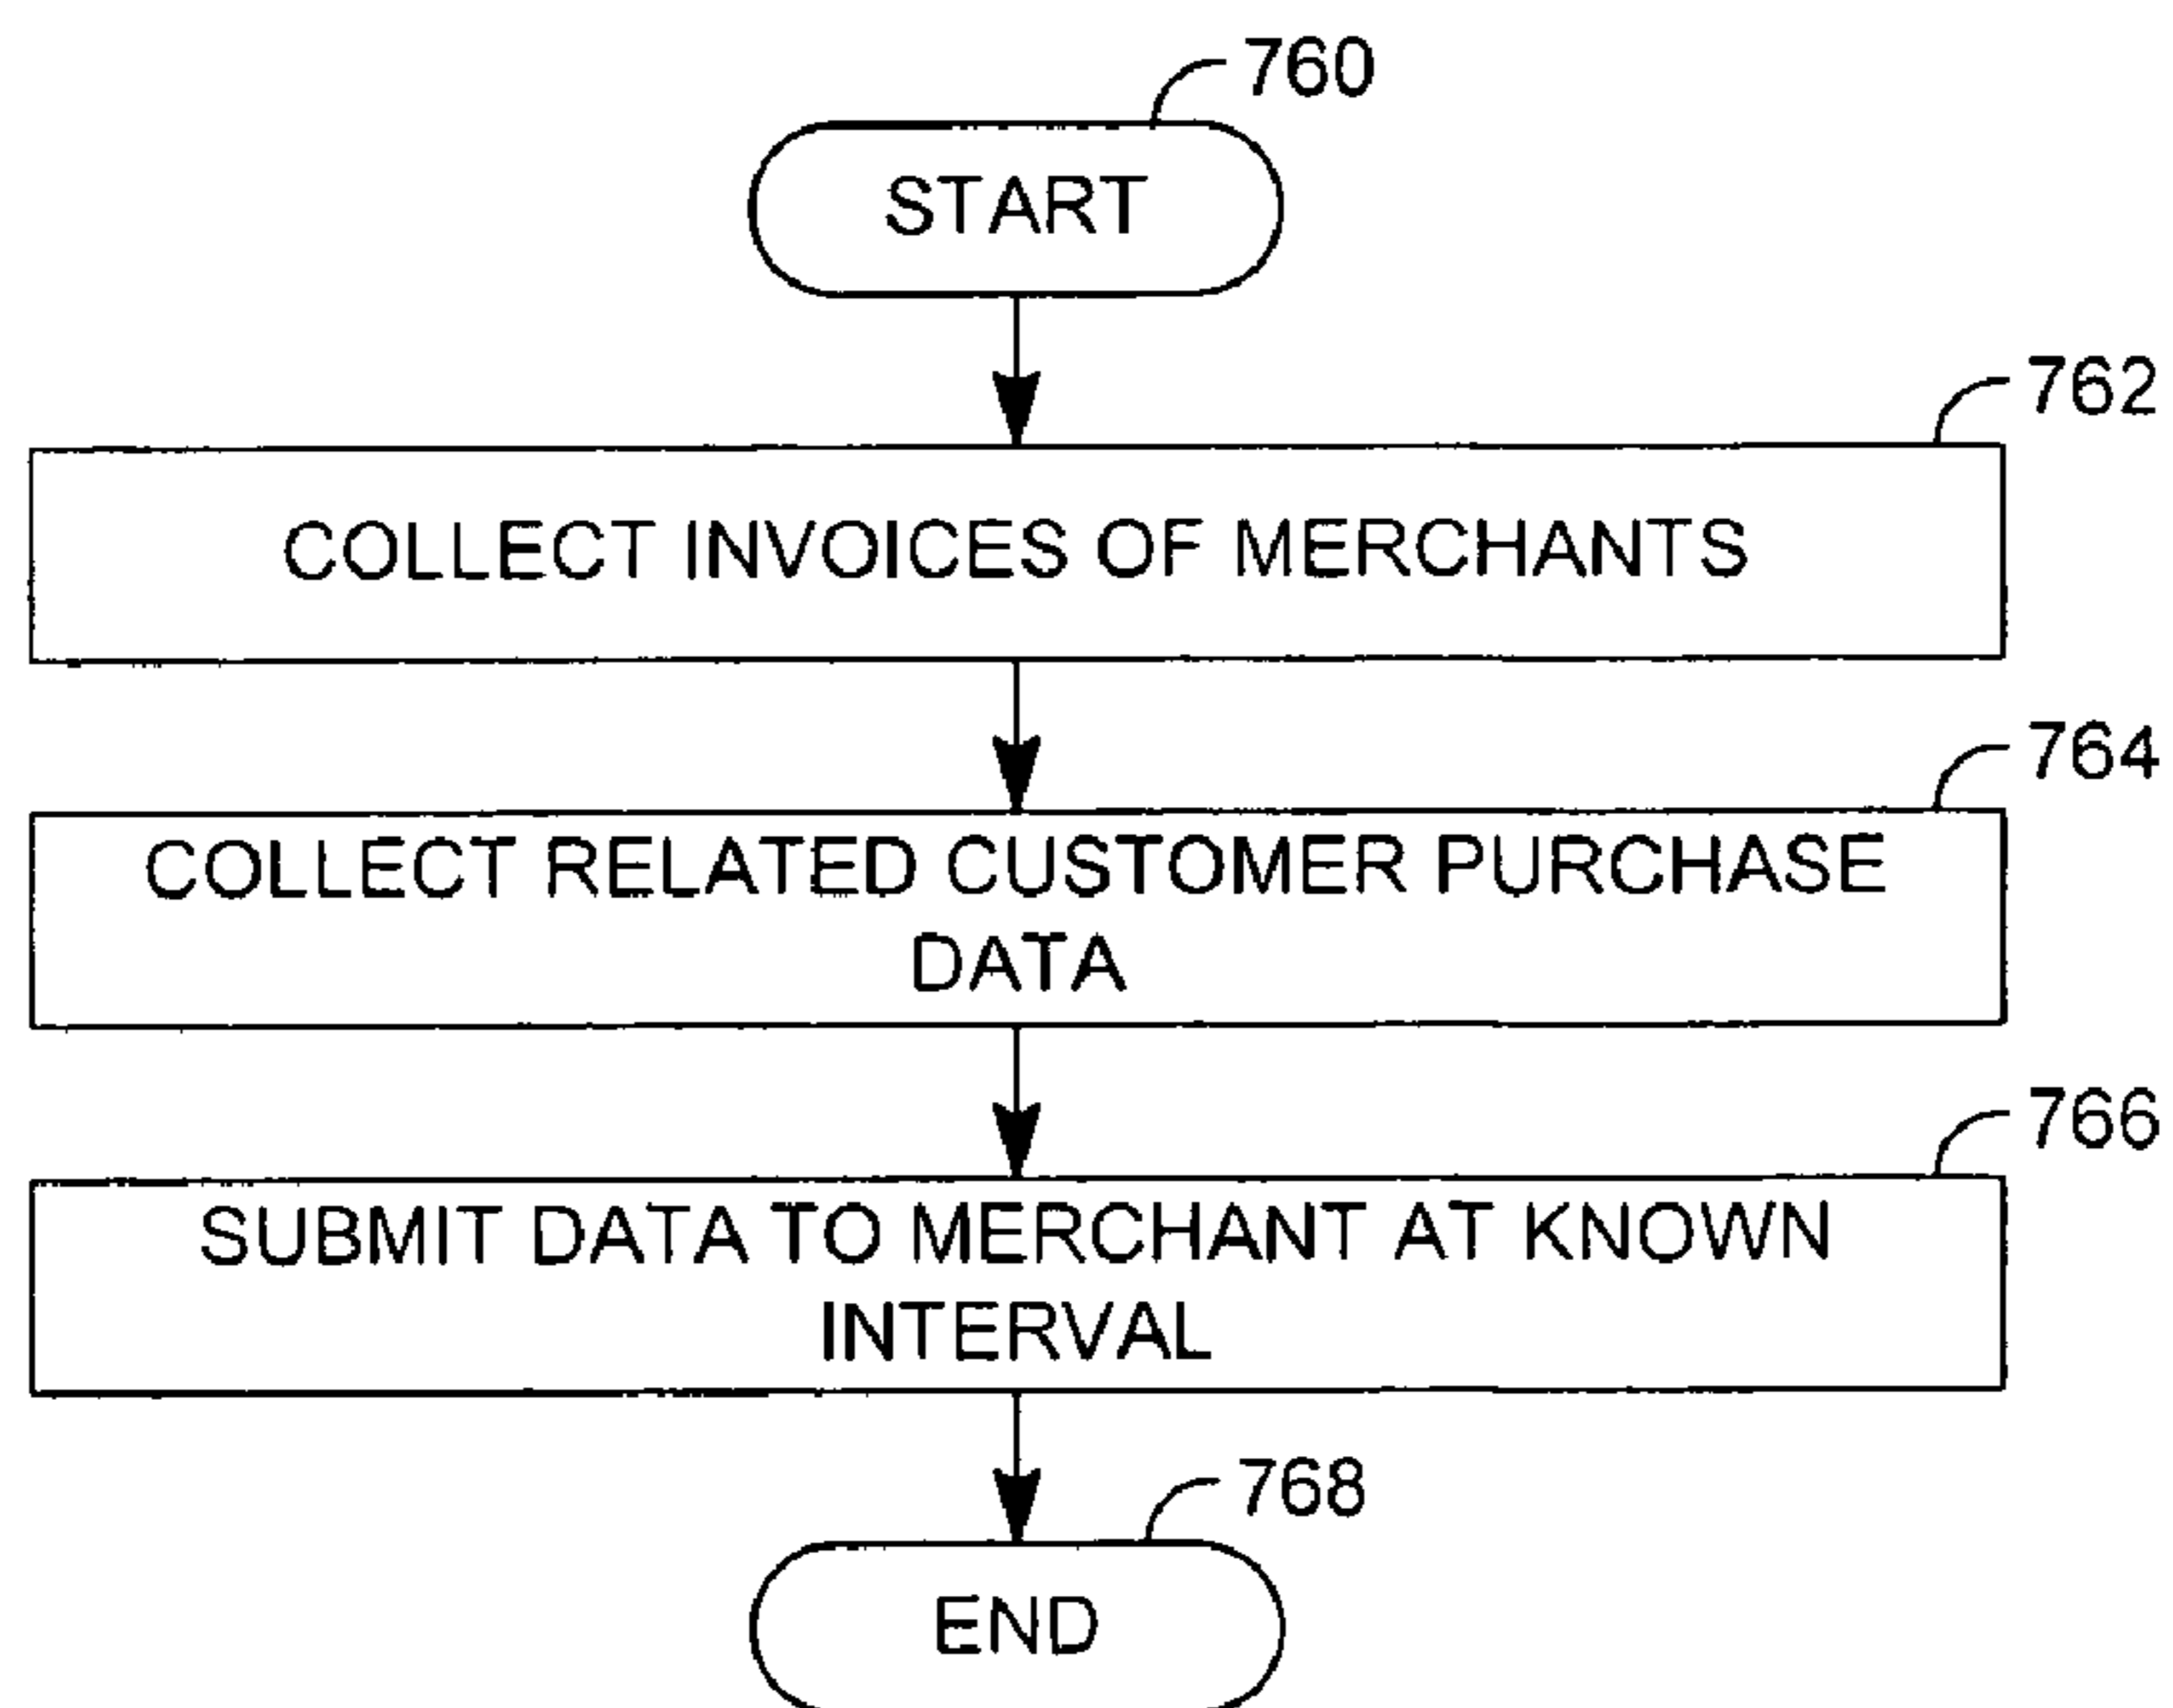 760
START
762
COLLECT INVOICES OF MERCHANTS
764
COLLECT RELATED CUSTOMER PURCHASE
DATA
766
SUBMIT DATA TO MERCHANT AT KNOWN
INTERVAL
768
END